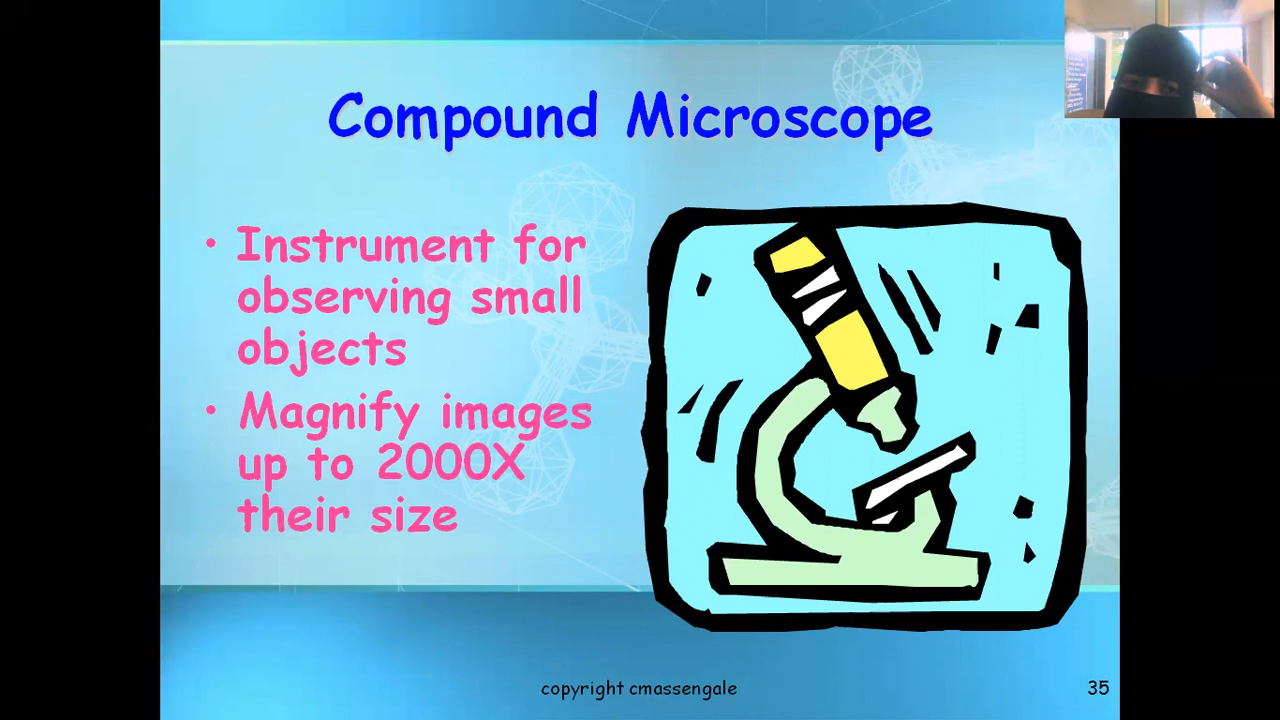 Compound Microscope
• Instrument for
observing small
objects
• Magnify images
up to 2000X
their size
copyright cmassengale
35